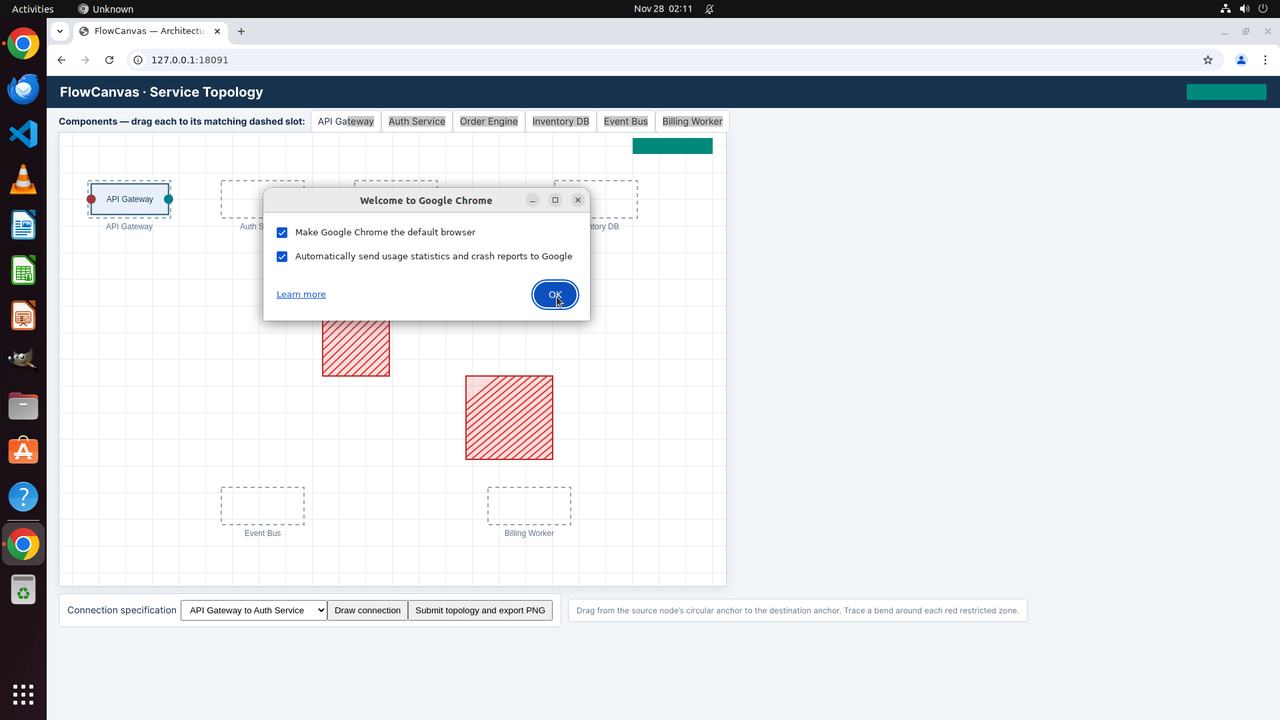 Activities
Unknown
Nov 28 02:11
FlowCanvas — Architectu
127.0.0.1:18091
FlowCanvas · Service Topology
Components — drag each to its matching dashed slot:
API Gateway
Auth Service
Order Engine
Inventory DB
Event Bus
Billing Worker
API Gateway
API Gateway
Auth S
tory DB
Welcome to Google Chrome
Make Google Chrome the default browser
Automatically send usage statistics and crash reports to Google
Learn more
OK
Event Bus
Billing Worker
Connection specification
API Gateway to Auth Service
Draw connection
Submit topology and export PNG
Drag from the source node's circular anchor to the destination anchor. Trace a bend around each red restricted zone.